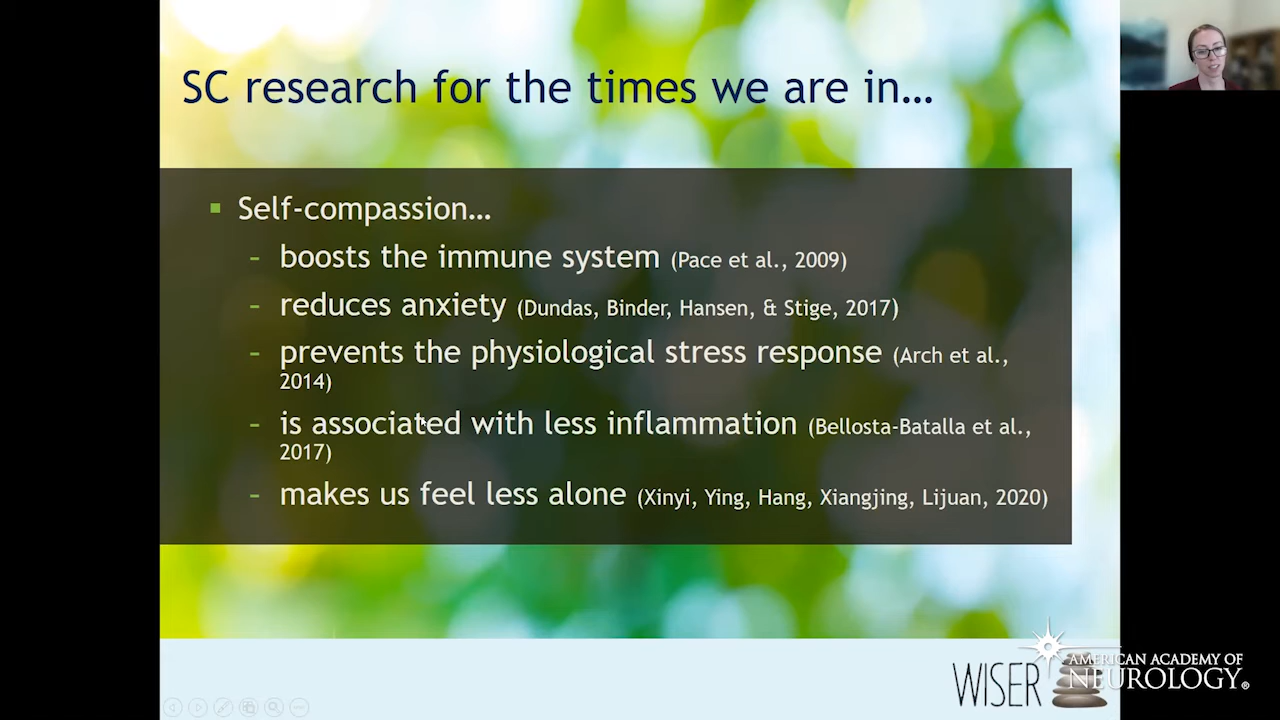 SC research for the times we are in…
▪ Self-compassion…
- boosts the immune system (Pace et al., 2009)
- reduces anxiety (Dundas, Binder, Hansen, & Stige, 2017)
- prevents the physiological stress response (Arch et al.,
2014)
- is associated with less inflammation (Bellosta-Batalla et al.,
2017)
- makes us feel less alone (Xinyi, Ying, Hang, Xiangjing, Lijuan, 2020)
WISER
AMERICAN ACADEMY OF
NEUROLOGY®